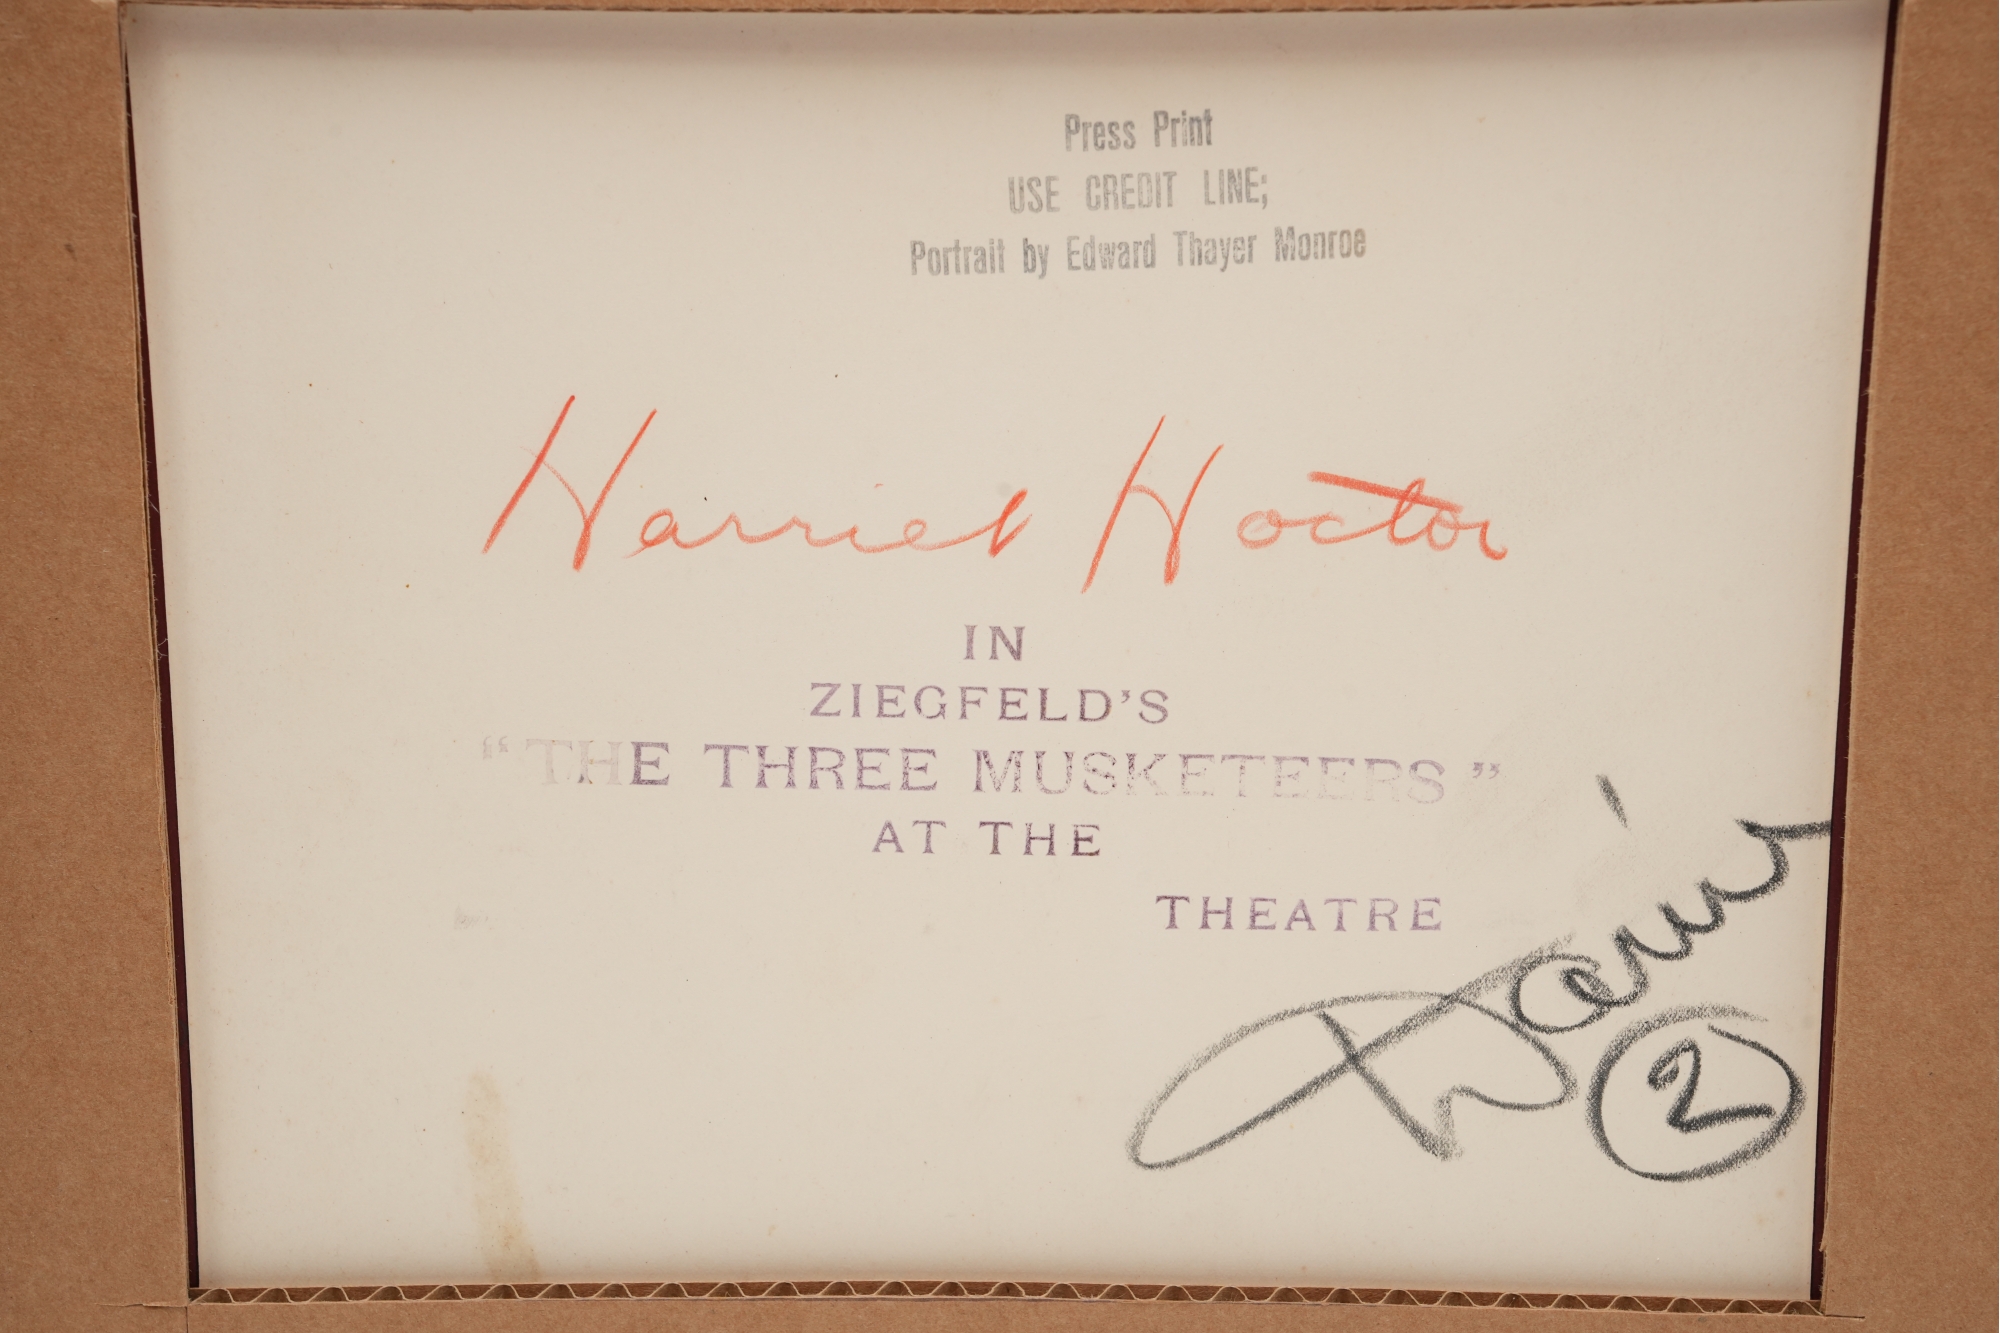 Press Print
USE CREDIT LINE;
Portrait by Edward Thayer Monroe
Harriet Hoctor
IN
ZIEGFELD'S
“THE THREE MUSKETEERS”
AT THE
THEATRE
2